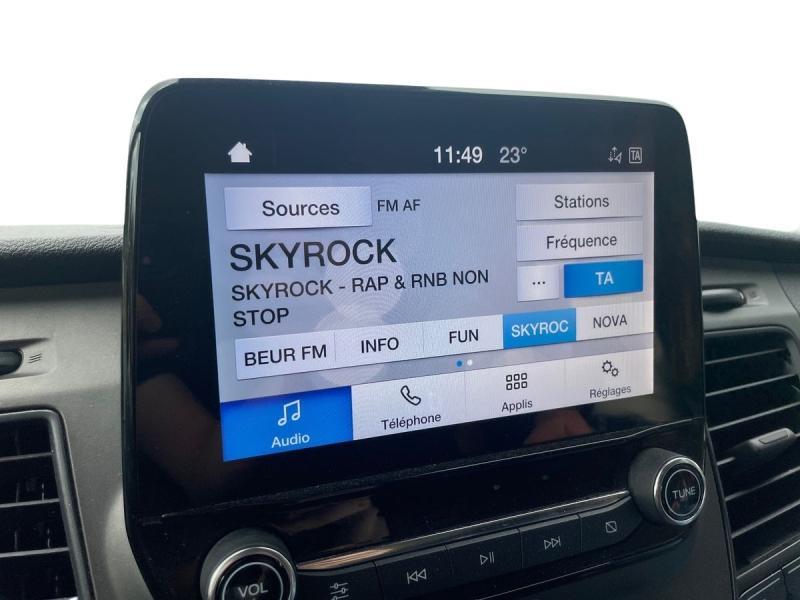 11:49 23° TA
Sources FM AF Stations
SKYROCK Fréquence
SKYROCK - RAP & RNB NON
STOP
... TA
BEUR FM INFO FUN SKYROC NOVA
Audio Téléphone Applis Réglages
VOL TUNE